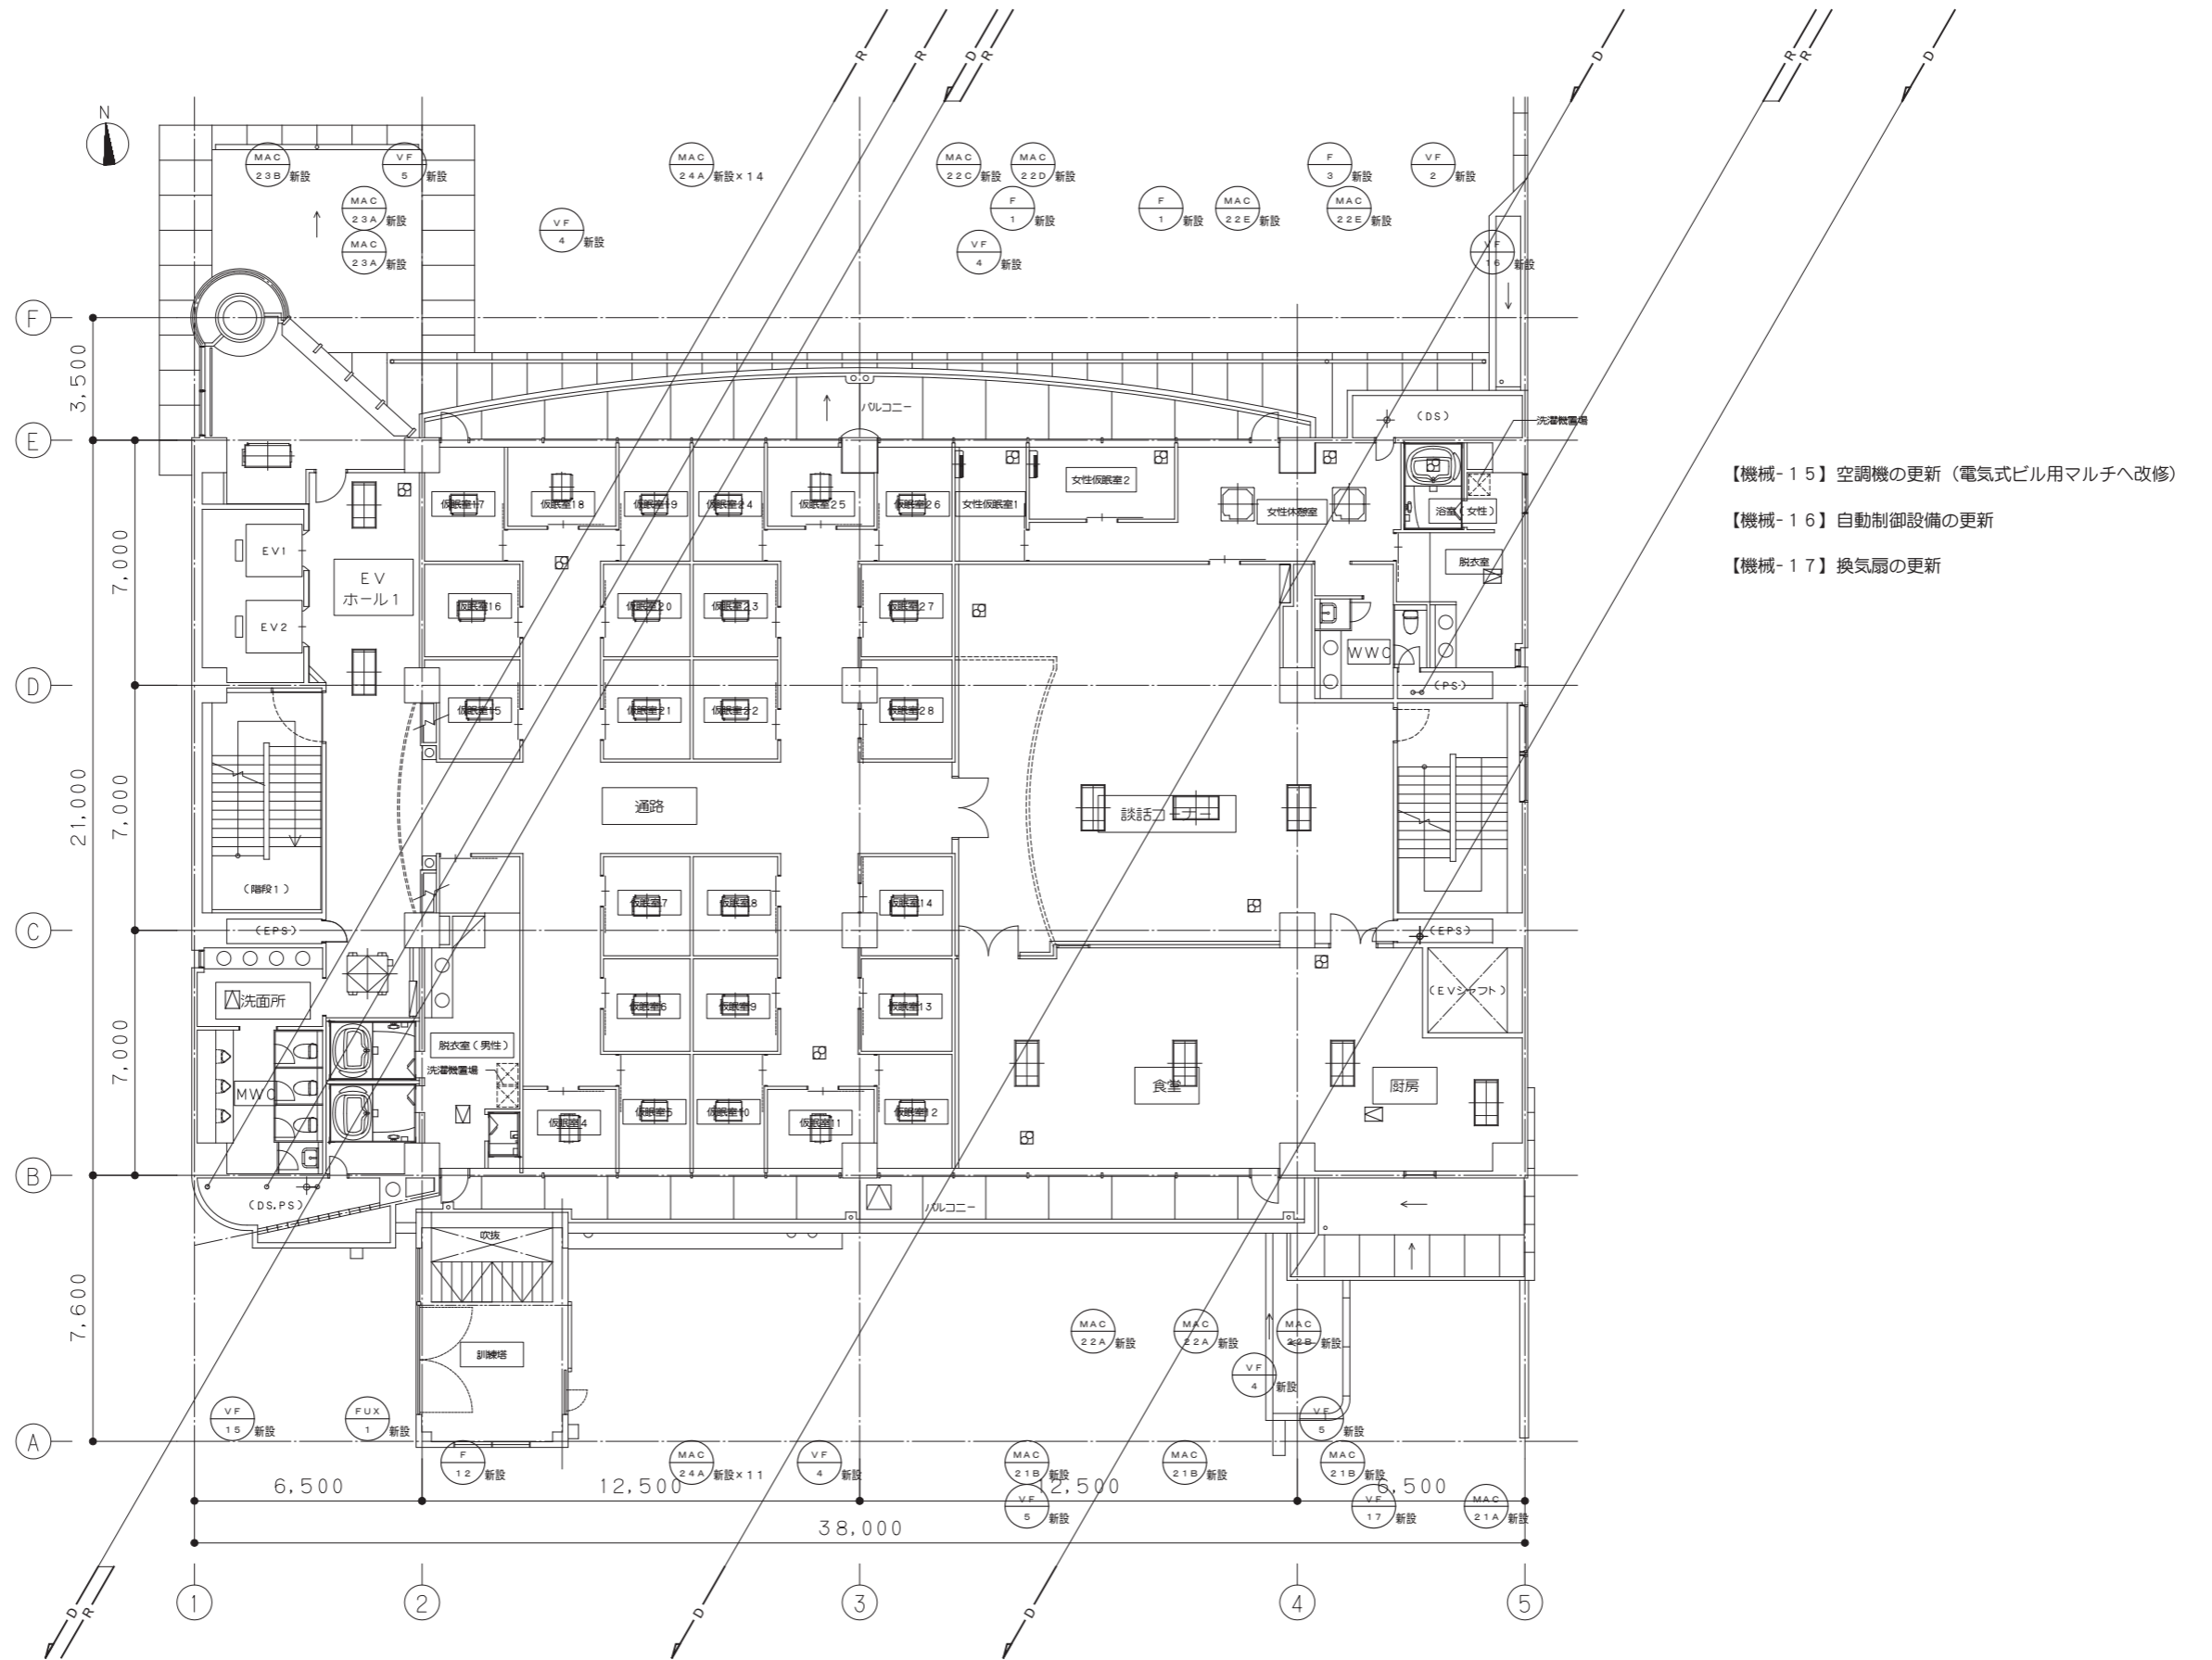 R
R
D
R
D
R
R
D
N
MAC
23B 新設
VF
5 新設
MAC
24A 新設×14
MAC
22C 新設
MAC
22D 新設
F
3 新設
VF
2 新設
MAC
23A 新設
F
1 新設
F
1 新設
MAC
22E 新設
MAC
22E 新設
VF
4 新設
MAC
23A 新設
VF
4 新設
VF
16 新設
F
3,500
バルコニー
(DS)
洗濯機置場
E
【機械-15】空調機の更新（電気式ビル用マルチへ改修）
【機械-16】自動制御設備の更新
【機械-17】換気扇の更新
仮眠室17
仮眠室18
仮眠室19
仮眠室24
仮眠室25
仮眠室26
女性仮眠室1
女性仮眠室2
女性休憩室
浴室(女性)
EV1
7,000
EV
ホール1
脱衣室
仮眠室16
仮眠室20
仮眠室23
仮眠室27
EV2
WWC
D
(PS)
仮眠室15
仮眠室21
仮眠室22
仮眠室28
21,000
7,000
通路
談話コーナー
(階段1)
仮眠室7
仮眠室8
仮眠室14
C
(EPS)
(EPS)
洗面所
仮眠室6
仮眠室9
仮眠室13
(EVシャフト)
7,000
脱衣室(男性)
洗濯機置場
MWC
食堂
厨房
仮眠室4
仮眠室5
仮眠室10
仮眠室11
仮眠室12
B
(DS.PS)
バルコニー
吹抜
7,600
訓練塔
MAC
22A 新設
MAC
22A 新設
MAC
22B 新設
VF
4 新設
VF
15 新設
FUX
1 新設
VF
5 新設
A
F
12 新設
MAC
24A 新設×11
VF
4 新設
MAC
21B 新設
MAC
21B 新設
MAC
21B 新設
6,500
12,500
12,500
6,500
VF
5 新設
VF
17 新設
MAC
21A 新設
38,000
1
2
3
4
5
D
R
D
D